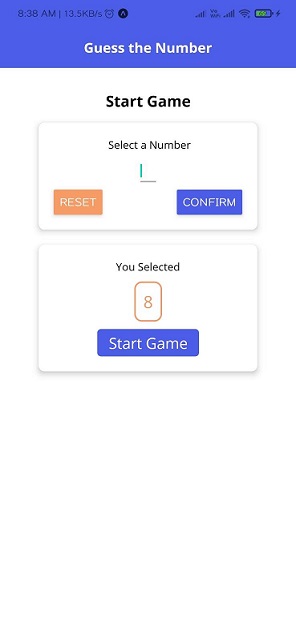 8:38 AM | 13.5KB/s
Guess the Number
Start Game
Select a Number
RESET
CONFIRM
You Selected
8
Start Game